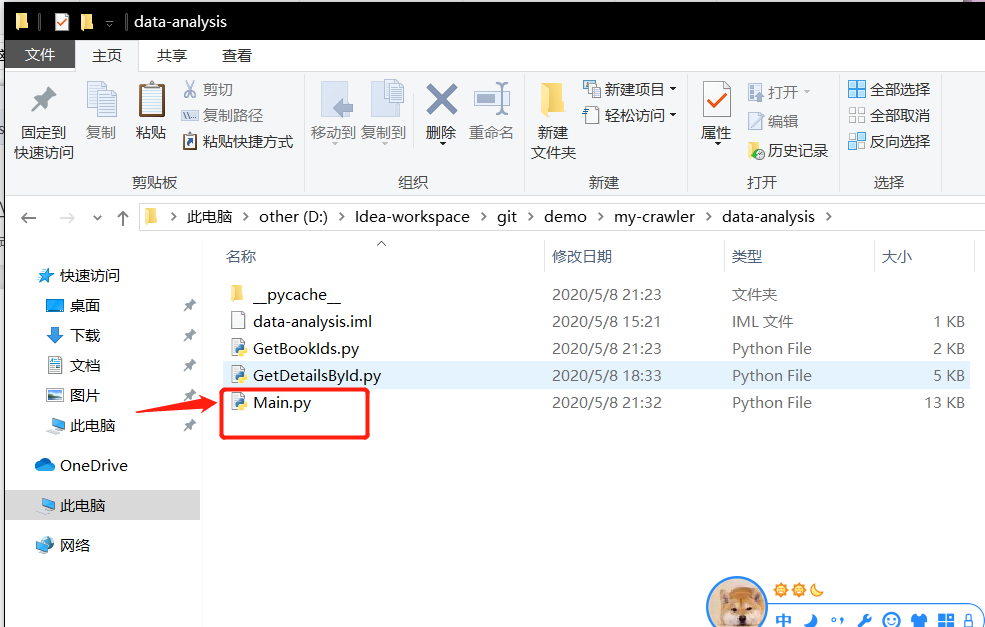 data-analysis
文件 主页 共享 查看
固定到快速访问 复制 粘贴 剪切
复制路径
粘贴快捷方式
移动到 复制到 删除 重命名
新建文件夹 新建项目
轻松访问
属性 打开
编辑
历史记录
全部选择
全部取消
反向选择
剪贴板 组织 新建 打开 选择
此电脑 other (D:) Idea-workspace git demo my-crawler data-analysis
名称 修改日期 类型 大小
快速访问
桌面
下载
文档
图片
此电脑
OneDrive
此电脑
网络
__pycache__ 2020/5/8 21:23 文件夹
data-analysis.iml 2020/5/8 15:21 IML 文件 1 KB
GetBookIds.py 2020/5/8 21:23 Python File 2 KB
GetDetailsById.py 2020/5/8 18:33 Python File 5 KB
Main.py 2020/5/8 21:32 Python File 13 KB
中